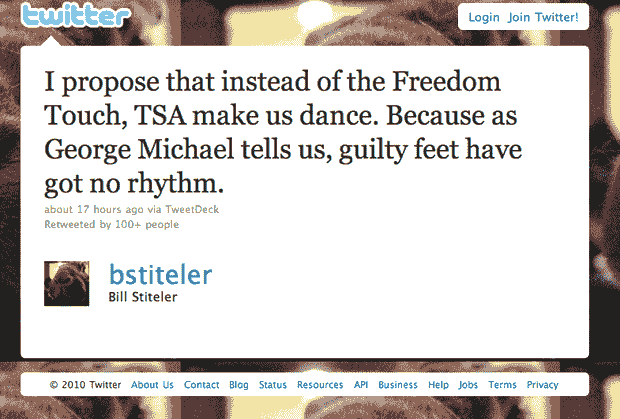 twitter
Login Join Twitter!
I propose that instead of the Freedom
Touch, TSA make us dance. Because as
George Michael tells us, guilty feet have
got no rhythm.
about 17 hours ago via TweetDeck
Retweeted by 100+ people
bstiteler
Bill Stiteler
© 2010 Twitter About Us Contact Blog Status Resources API Business Help Jobs Terms Privacy